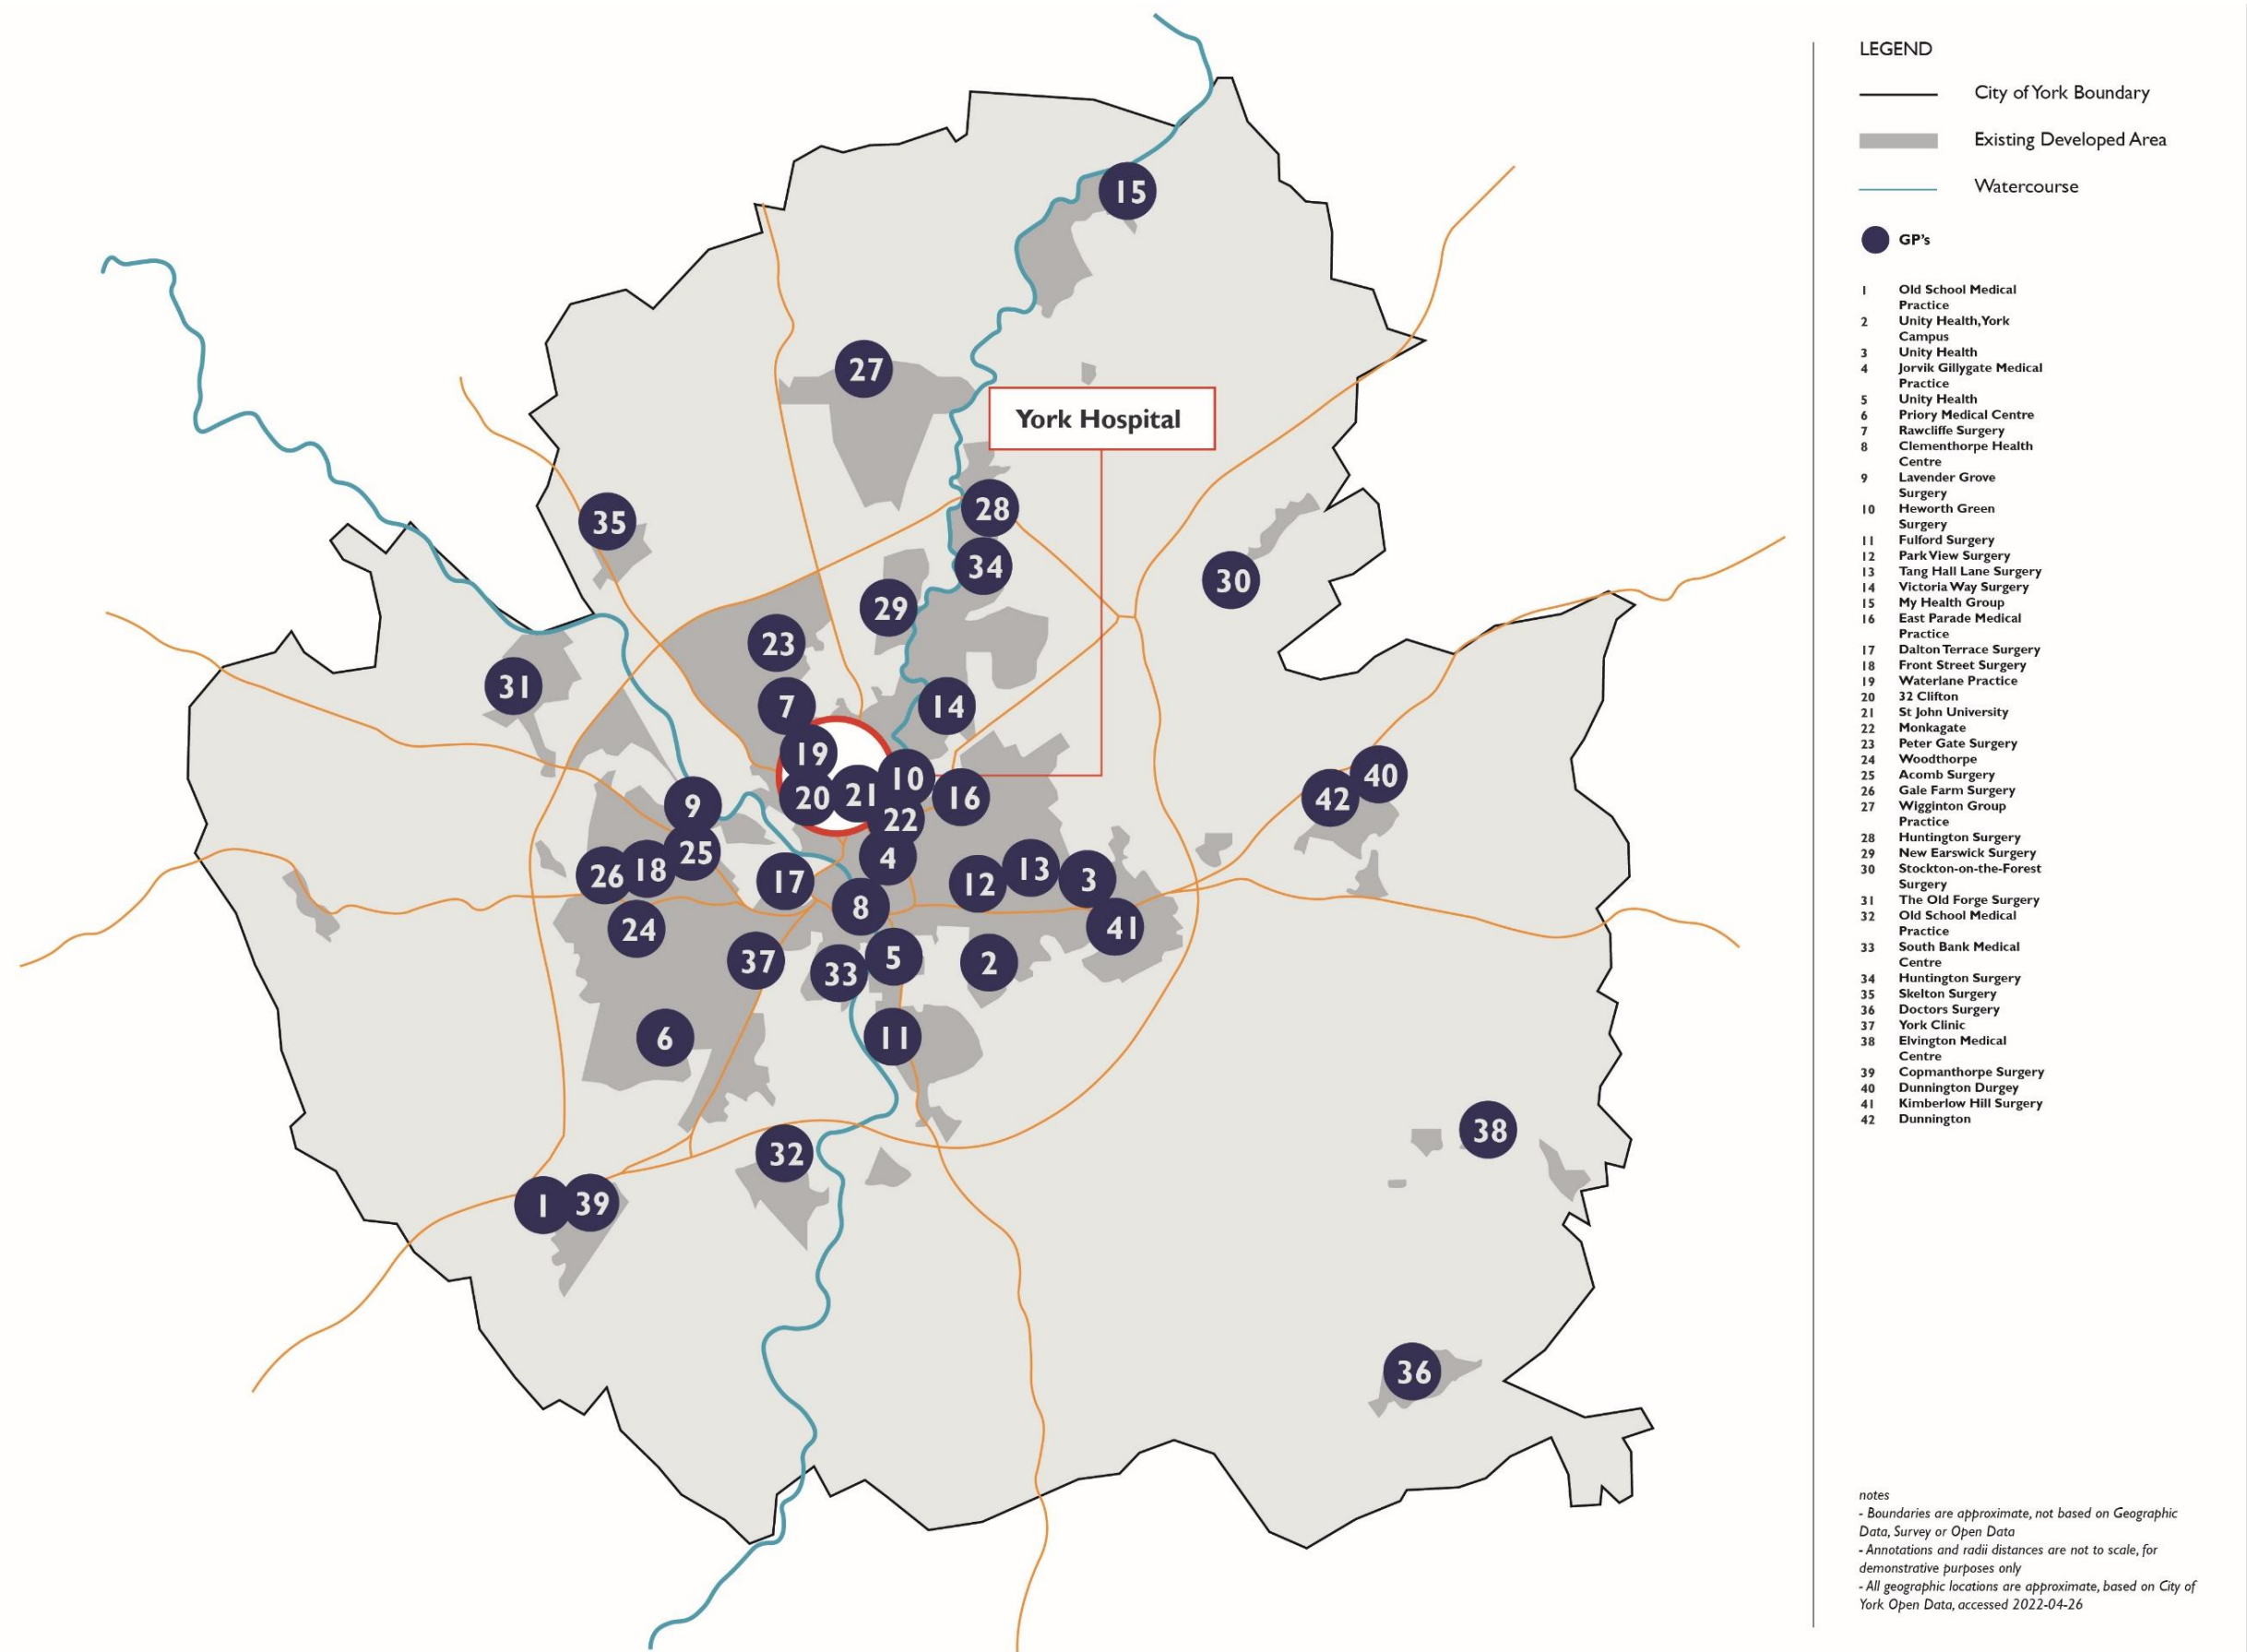 15
27
York Hospital
28
35
34
30
29
23
31
7
14
19
10
40
9
20
21
16
42
22
25
4
26
18
17
12
13
3
8
24
41
37
33
5
2
6
11
38
32
1
39
36
LEGEND
City of York Boundary
Existing Developed Area
Watercourse
GP's
1 Old School Medical
Practice
2 Unity Health, York
Campus
3 Unity Health
4 Jorvik Gillygate Medical
Practice
5 Unity Health
6 Priory Medical Centre
7 Rawcliffe Surgery
8 Clementhorpe Health
Centre
9 Lavender Grove
Surgery
10 Heworth Green
Surgery
11 Fulford Surgery
12 Park View Surgery
13 Tang Hall Lane Surgery
14 Victoria Way Surgery
15 My Health Group
16 East Parade Medical
Practice
17 Dalton Terrace Surgery
18 Front Street Surgery
19 Waterlane Practice
20 32 Clifton
21 St John University
22 Monkagate
23 Peter Gate Surgery
24 Woodthorpe
25 Acomb Surgery
26 Gale Farm Surgery
27 Wigginton Group
Practice
28 Huntington Surgery
29 New Earswick Surgery
30 Stockton-on-the-Forest
Surgery
31 The Old Forge Surgery
32 Old School Medical
Practice
33 South Bank Medical
Centre
34 Huntington Surgery
35 Skelton Surgery
36 Doctors Surgery
37 York Clinic
38 Elvington Medical
Centre
39 Copmanthorpe Surgery
40 Dunnington Durgey
41 Kimberlow Hill Surgery
42 Dunnington
notes
- Boundaries are approximate, not based on Geographic
Data, Survey or Open Data
- Annotations and radii distances are not to scale, for
demonstrative purposes only
- All geographic locations are approximate, based on City of
York Open Data, accessed 2022-04-26